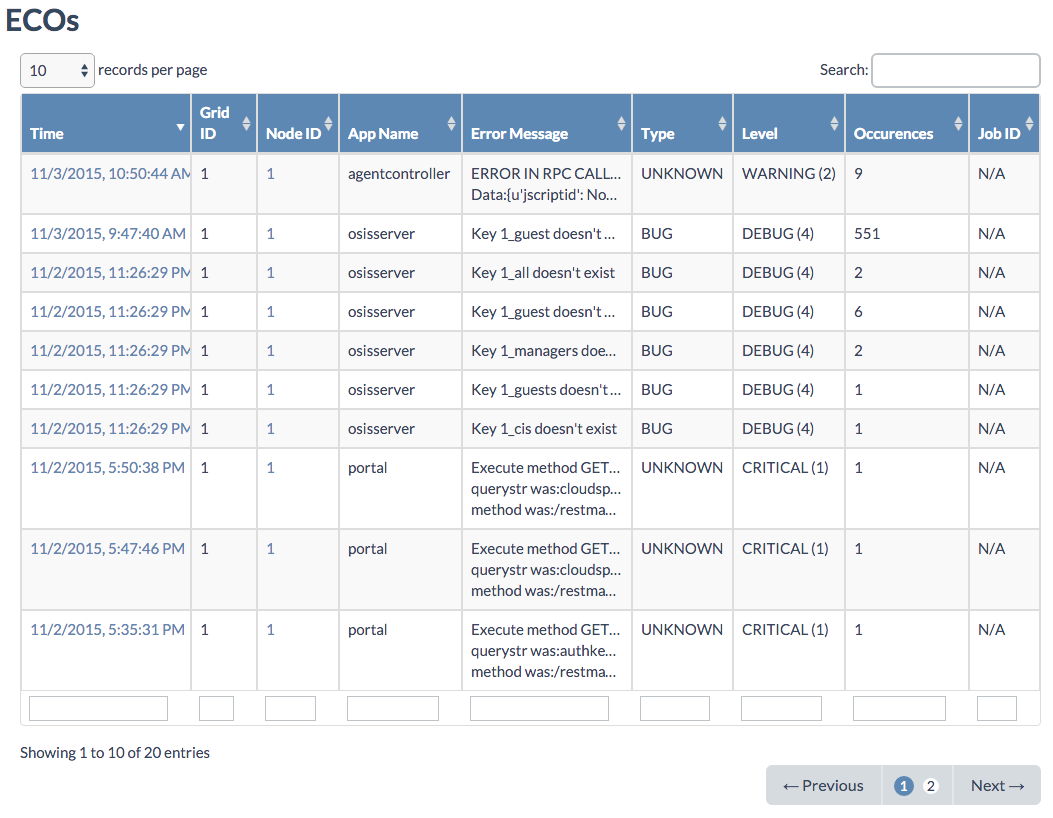 ECOs
10 records per page
Search:
Time Grid ID Node ID App Name Error Message Type Level Occurences Job ID
11/3/2015, 10:50:44 AM 1 1 agentcontroller ERROR IN RPC CALL... UNKNOWN WARNING (2) 9 N/A
Data:{u'jscriptid': No...
11/3/2015, 9:47:40 AM 1 1 osisserver Key 1_guest doesn't ... BUG DEBUG (4) 551 N/A
11/2/2015, 11:26:29 PM 1 1 osisserver Key 1_all doesn't exist BUG DEBUG (4) 2 N/A
11/2/2015, 11:26:29 PM 1 1 osisserver Key 1_guest doesn't ... BUG DEBUG (4) 6 N/A
11/2/2015, 11:26:29 PM 1 1 osisserver Key 1_managers doe... BUG DEBUG (4) 2 N/A
11/2/2015, 11:26:29 PM 1 1 osisserver Key 1_guests doesn't... BUG DEBUG (4) 1 N/A
11/2/2015, 11:26:29 PM 1 1 osisserver Key 1_cis doesn't exist BUG DEBUG (4) 1 N/A
11/2/2015, 5:50:38 PM 1 1 portal Execute method GET... UNKNOWN CRITICAL (1) 1 N/A
querystr was:cloudsp...
method was:/restma...
11/2/2015, 5:47:46 PM 1 1 portal Execute method GET... UNKNOWN CRITICAL (1) 1 N/A
querystr was:cloudsp...
method was:/restma...
11/2/2015, 5:35:31 PM 1 1 portal Execute method GET... UNKNOWN CRITICAL (1) 1 N/A
querystr was:authke...
method was:/restma...
Showing 1 to 10 of 20 entries
← Previous 1 2 Next →